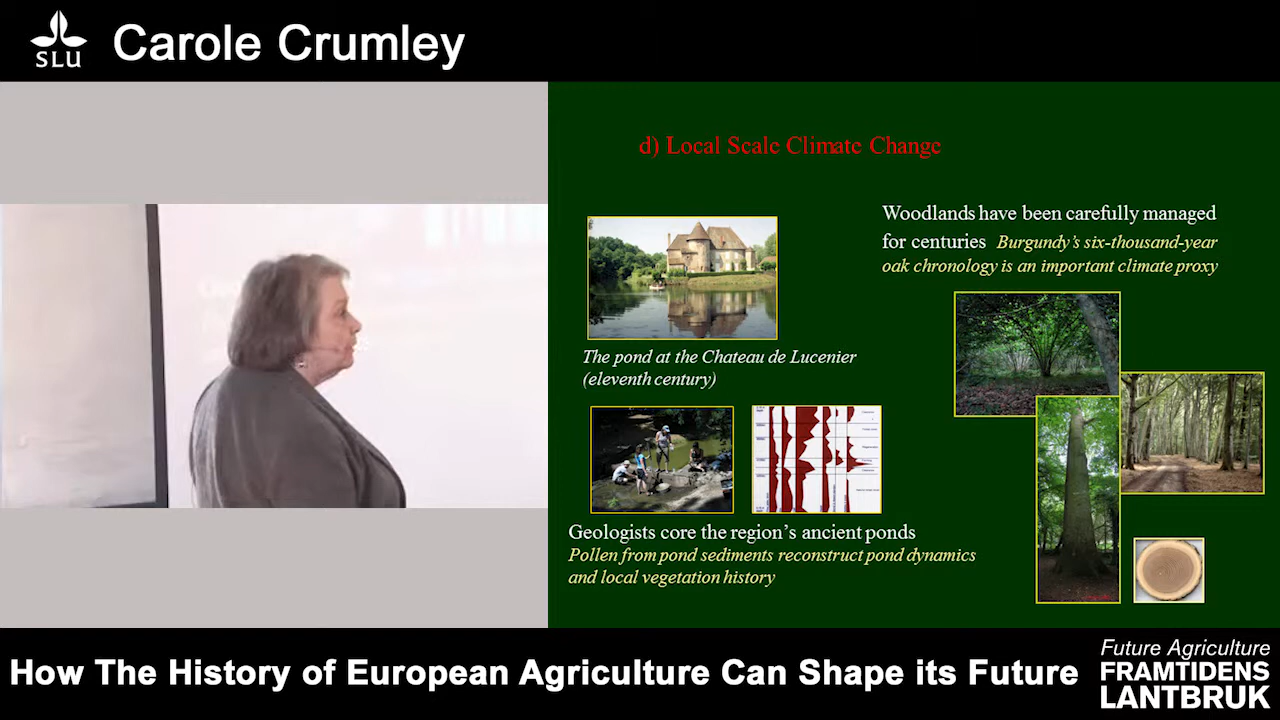 SLU
Carole Crumley
d) Local Scale Climate Change
Woodlands have been carefully managed
for centuries Burgundy's six-thousand-year
oak chronology is an important climate proxy
The pond at the Chateau de Lucenier
(eleventh century)
Geologists core the region's ancient ponds
Pollen from pond sediments reconstruct pond dynamics
and local vegetation history
How The History of European Agriculture Can Shape its Future
Future Agriculture
FRAMTIDENS
LANTBRUK